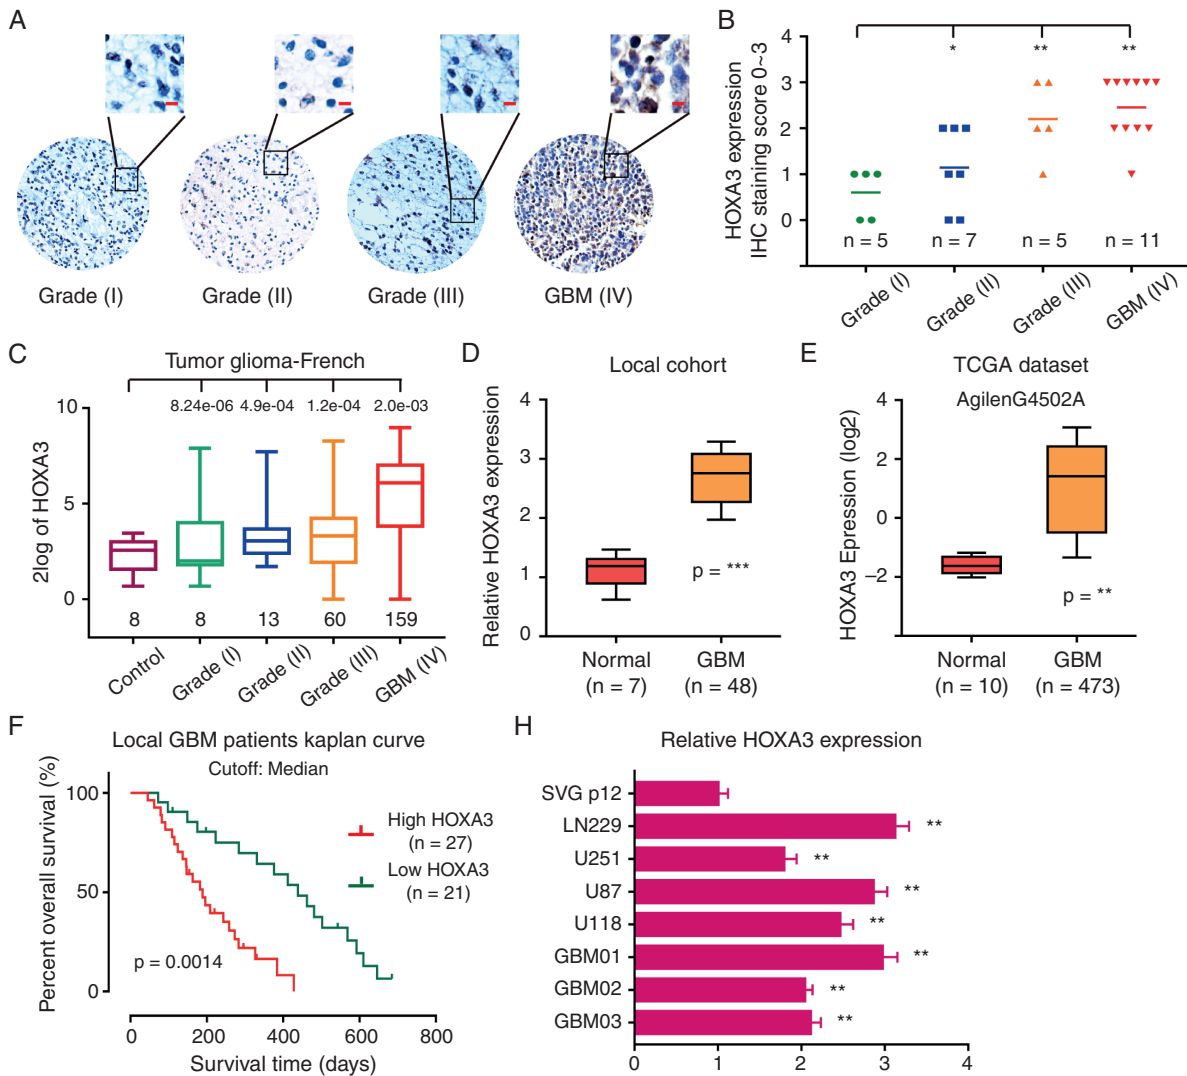 A
Grade (I)
Grade (II)
Grade (III)
GBM (IV)
B
HOXA3 expression
IHC staining score 0~3
4
3
2
1
0
*
**
**
n = 5
n = 7
n = 5
n = 11
Grade (I)
Grade (II)
Grade (III)
GBM (IV)
C
Tumor glioma-French
2log of HOXA3
10
5
0
8.24e-06
4.9e-04
1.2e-04
2.0e-03
8
8
13
60
159
Control
Grade (I)
Grade (II)
Grade (III)
GBM (IV)
D
Local cohort
Relative HOXA3 expression
4
3
2
1
0
p = ***
Normal
(n = 7)
GBM
(n = 48)
E
TCGA dataset
AgilenG4502A
HOXA3 Epression (log2)
4
2
0
−2
p = **
Normal
(n = 10)
GBM
(n = 473)
F
Local GBM patients kaplan curve
Cutoff: Median
Percent overall survival (%)
100
50
0
High HOXA3
(n = 27)
Low HOXA3
(n = 21)
p = 0.0014
0
200
400
600
800
Survival time (days)
H
Relative HOXA3 expression
SVG p12
LN229
**
U251
**
U87
**
U118
**
GBM01
**
GBM02
**
GBM03
**
0
1
2
3
4